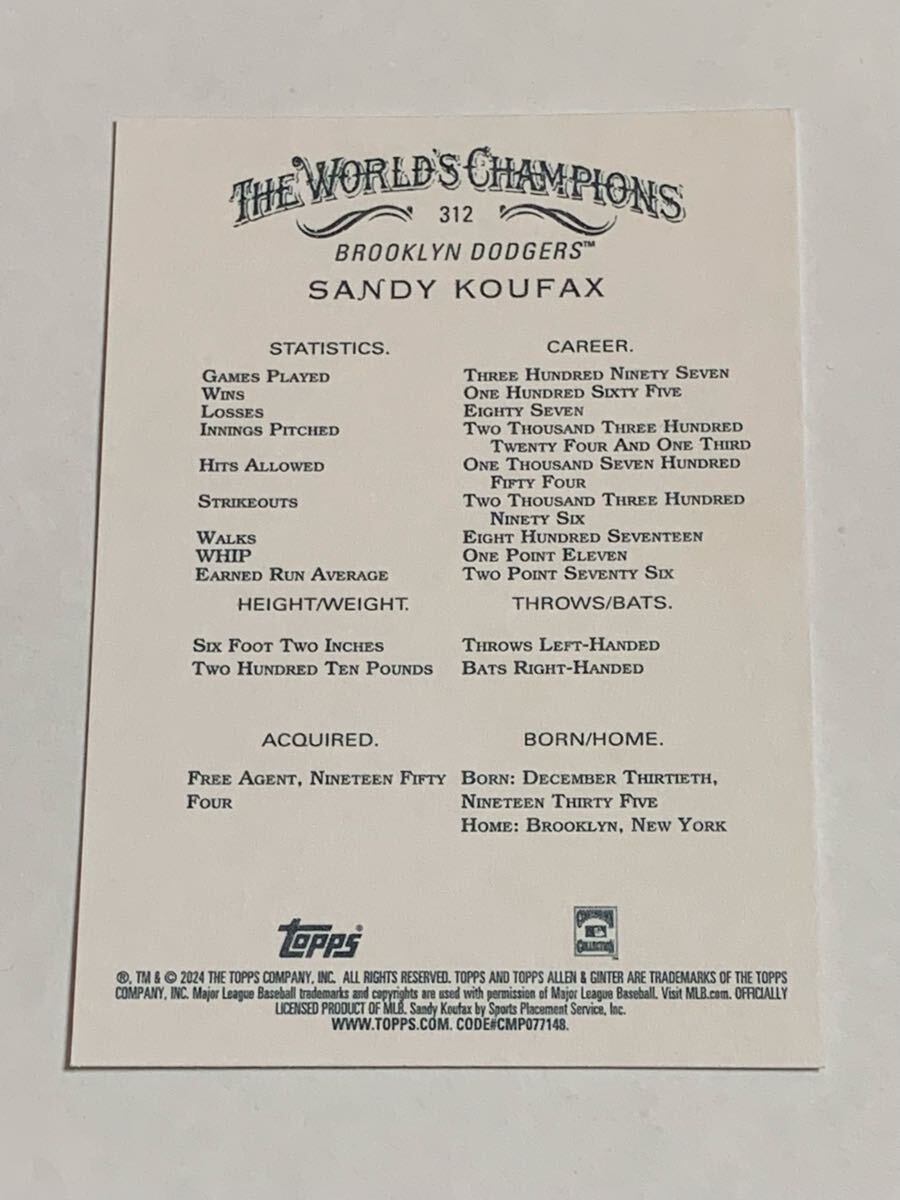 THE WORLD'S CHAMPIONS
312
BROOKLYN DODGERS™
SANDY KOUFAX
STATISTICS. CAREER.
GAMES PLAYED THREE HUNDRED NINETY SEVEN
WINS ONE HUNDRED SIXTY FIVE
LOSSES EIGHTY SEVEN
INNINGS PITCHED TWO THOUSAND THREE HUNDRED
TWENTY FOUR AND ONE THIRD
HITS ALLOWED ONE THOUSAND SEVEN HUNDRED
FIFTY FOUR
STRIKEOUTS TWO THOUSAND THREE HUNDRED
NINETY SIX
WALKS EIGHT HUNDRED SEVENTEEN
WHIP ONE POINT ELEVEN
EARNED RUN AVERAGE TWO POINT SEVENTY SIX
HEIGHT/WEIGHT. THROWS/BATS.
SIX FOOT TWO INCHES THROWS LEFT-HANDED
TWO HUNDRED TEN POUNDS BATS RIGHT-HANDED
ACQUIRED. BORN/HOME.
FREE AGENT, NINETEEN FIFTY BORN: DECEMBER THIRTIETH,
FOUR NINETEEN THIRTY FIVE
HOME: BROOKLYN, NEW YORK
topps® COOPERSTOWN
COLLECTION
®, TM & © 2024 THE TOPPS COMPANY, INC. ALL RIGHTS RESERVED. TOPPS AND TOPPS ALLEN & GINTER ARE TRADEMARKS OF THE TOPPS
COMPANY, INC. Major League Baseball trademarks and copyrights are used with permission of Major League Baseball. Visit MLB.com. OFFICIALLY
LICENSED PRODUCT OF MLB. Sandy Koufax by Sports Placement Service, Inc.
WWW.TOPPS.COM. CODE#CMP077148.